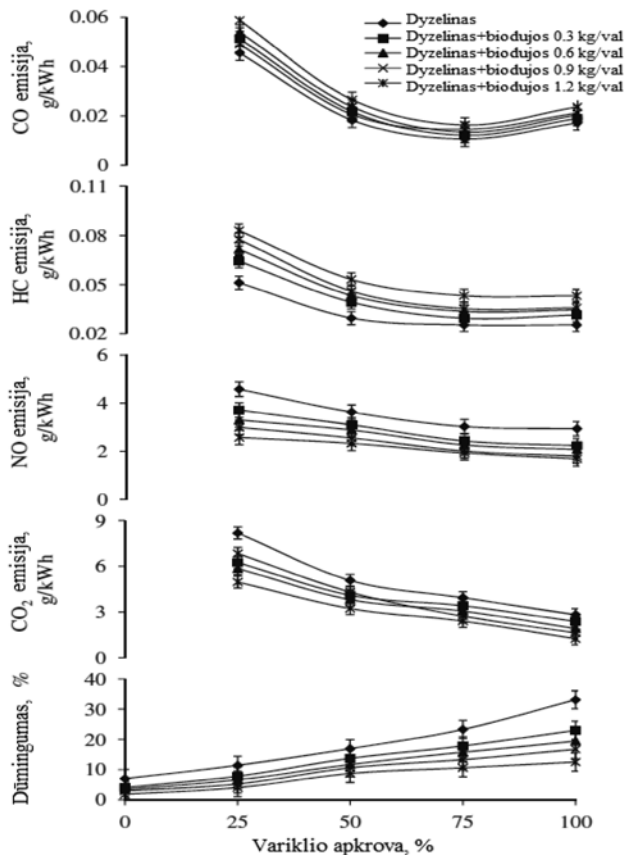 Dyzelinas
Dyzelinas+biodujos 0.3 kg/val
Dyzelinas+biodujos 0.6 kg/val
Dyzelinas+biodujos 0.9 kg/val
Dyzelinas+biodujos 1.2 kg/val
CO emisija,
g/kWh
0.06
0.04
0.02
0
HC emisija,
g/kWh
0.11
0.08
0.05
0.02
NO emisija,
g/kWh
6
4
2
0
CO₂ emisija,
g/kWh
9
6
3
0
Dūmingumas, %
40
30
20
10
0
0 25 50 75 100
Variklio apkrova, %